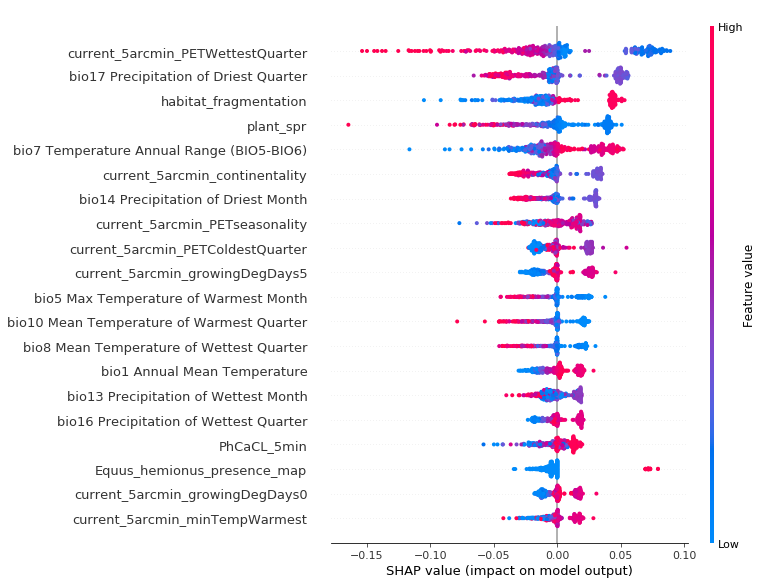 High
current_5arcmin_PETWettestQuarter
bio17 Precipitation of Driest Quarter
habitat_fragmentation
plant_spr
bio7 Temperature Annual Range (BIO5-BIO6)
current_5arcmin_continentality
bio14 Precipitation of Driest Month
current_5arcmin_PETseasonality
current_5arcmin_PETColdestQuarter
current_5arcmin_growingDegDays5
bio5 Max Temperature of Warmest Month
bio10 Mean Temperature of Warmest Quarter
bio8 Mean Temperature of Wettest Quarter
bio1 Annual Mean Temperature
bio13 Precipitation of Wettest Month
bio16 Precipitation of Wettest Quarter
PhCaCL_5min
Equus_hemionus_presence_map
current_5arcmin_growingDegDays0
current_5arcmin_minTempWarmest
Feature value
Low
−0.15 −0.10 −0.05 0.00 0.05 0.10
SHAP value (impact on model output)